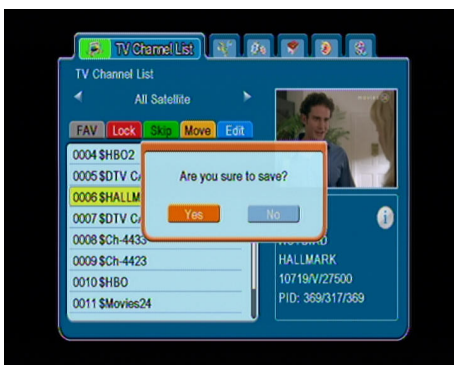 TV Channel List
TV Channel List
All Satellite
FAV Lock Skip Move Edit
0004 $HBO2
0005 $DTV
0006 $HALLM
0007 $DTV
0008 $Ch-4433
0009 $Ch-4423
0010 $HBO
0011 $Movies24
Are you sure to save?
Yes No
HOTBIRD
HALLMARK
10719/V/27500
PID: 369/317/369